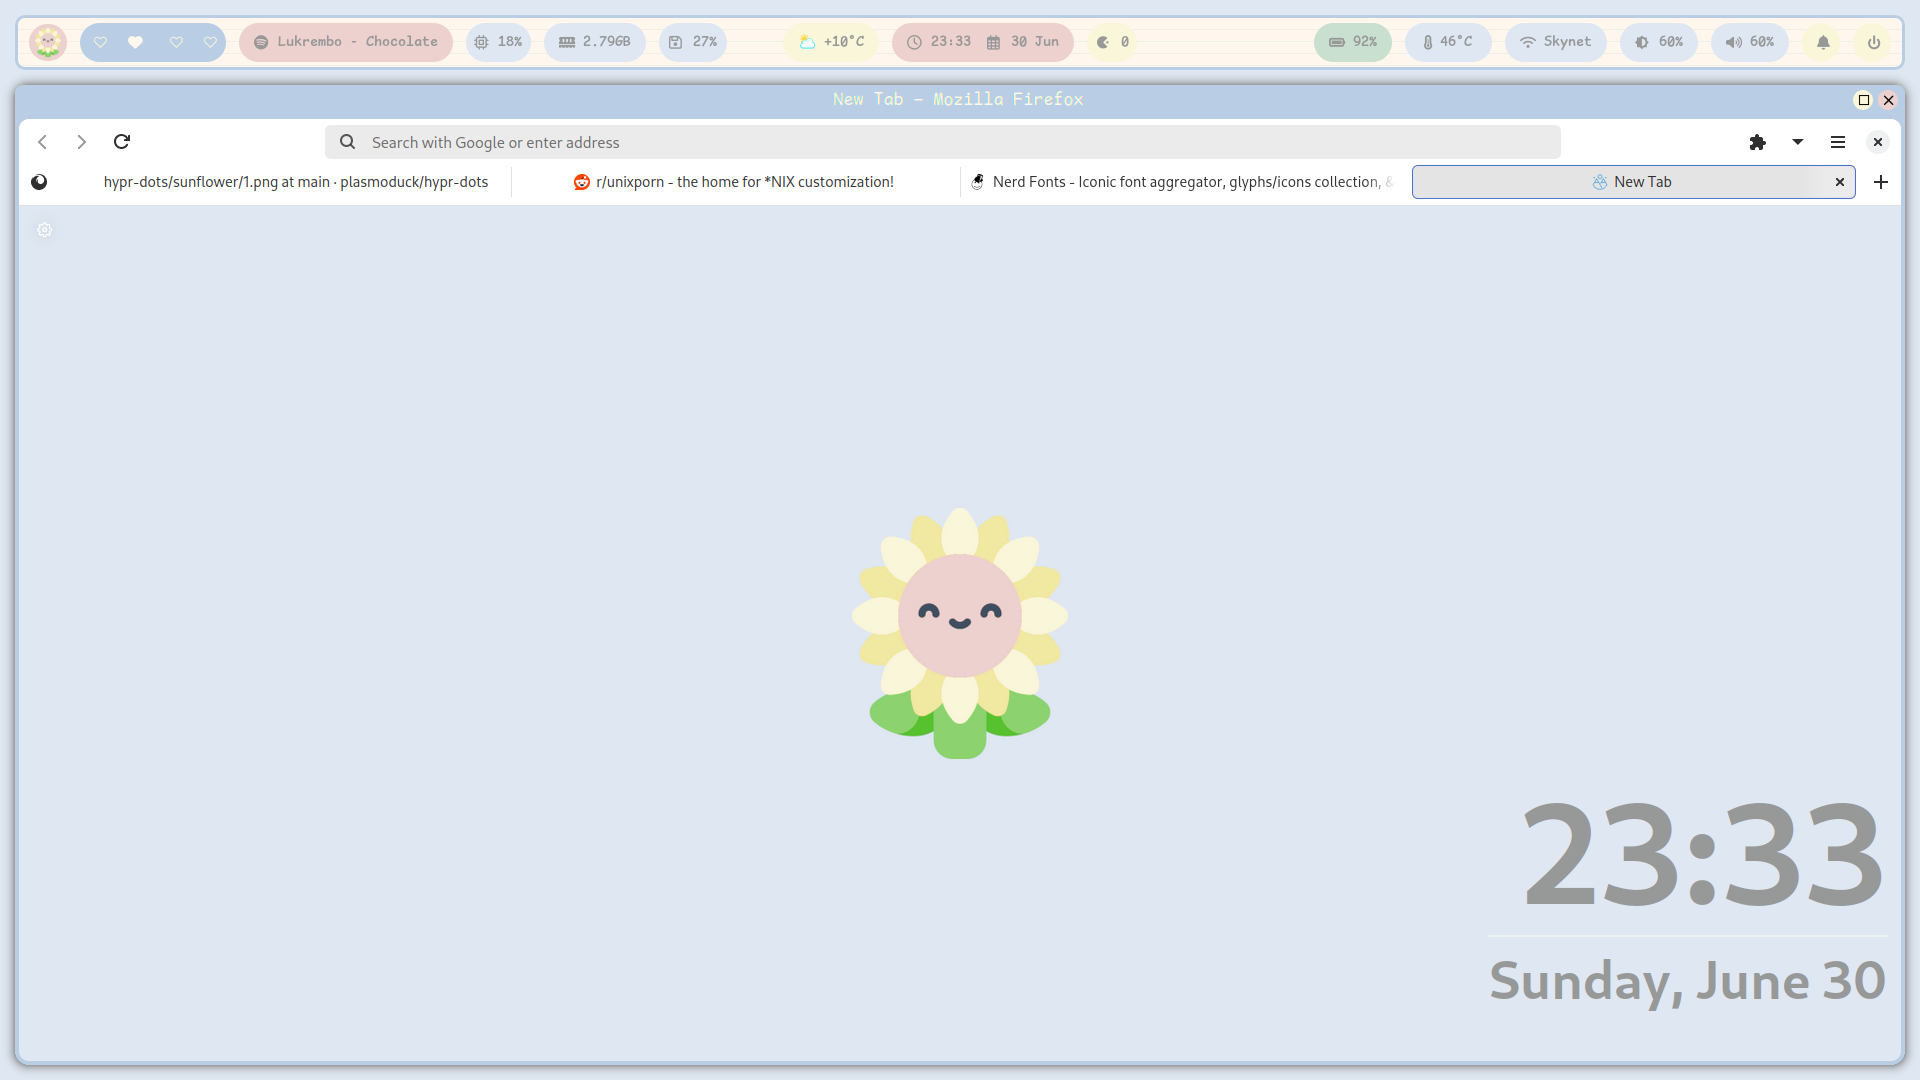 Lukrembo - Chocolate 18% 2.79GB 27% +10°C 23:33 30 Jun 0 92% 46°C Skynet 60% 60%
New Tab — Mozilla Firefox
Search with Google or enter address
hypr-dots/sunflower/1.png at main · plasmoduck/hypr-dots r/unixporn - the home for *NIX customization! Nerd Fonts - Iconic font aggregator, glyphs/icons collection, & New Tab
23:33
Sunday, June 30